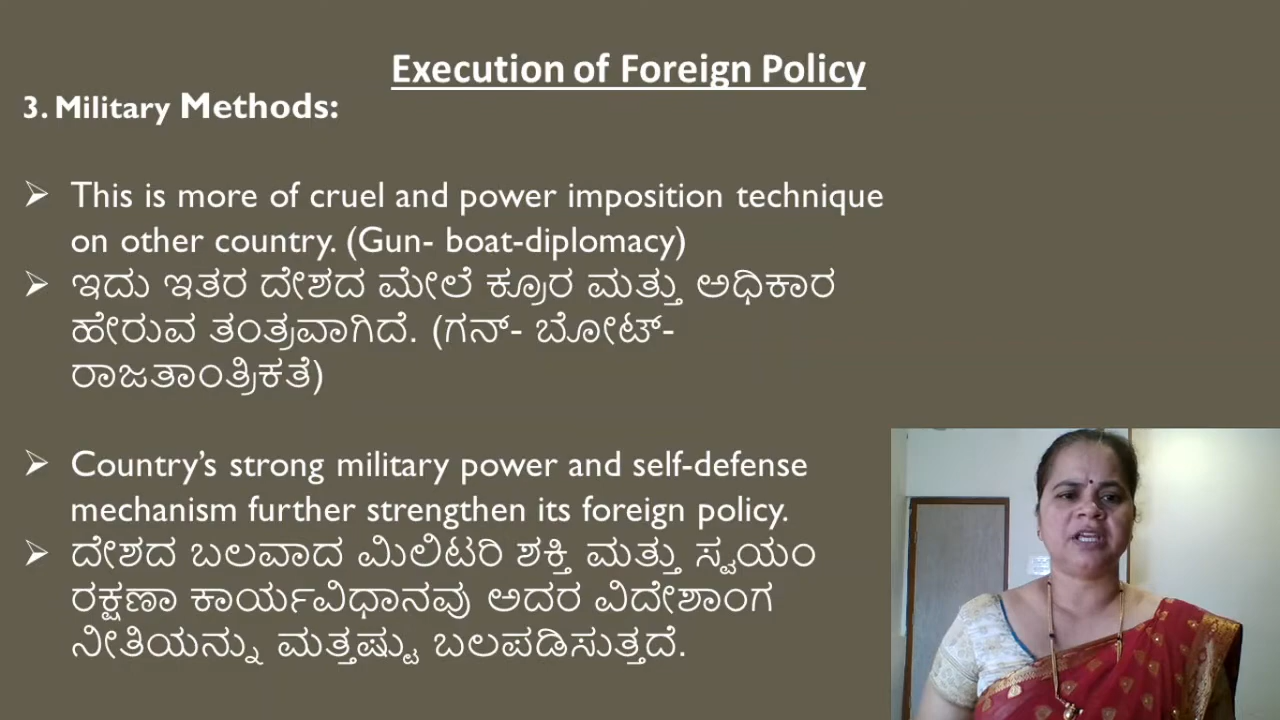 Execution of Foreign Policy
3. Military Methods:
➢ This is more of cruel and power imposition technique
on other country. (Gun- boat-diplomacy)
➢ ಇದು ಇತರ ದೇಶದ ಮೇಲೆ ಕ್ರೂರ ಮತ್ತು ಅಧಿಕಾರ
ಹೇರುವ ತಂತ್ರವಾಗಿದೆ. (ಗನ್- ಬೋಟ್-
ರಾಜತಾಂತ್ರಿಕತೆ)
➢ Country’s strong military power and self-defense
mechanism further strengthen its foreign policy.
➢ ದೇಶದ ಬಲವಾದ ಮಿಲಿಟರಿ ಶಕ್ತಿ ಮತ್ತು ಸ್ವಯಂ
ರಕ್ಷಣಾ ಕಾರ್ಯವಿಧಾನವು ಅದರ ವಿದೇಶಾಂಗ
ನೀತಿಯನ್ನು ಮತ್ತಷ್ಟು ಬಲಪಡಿಸುತ್ತದೆ.